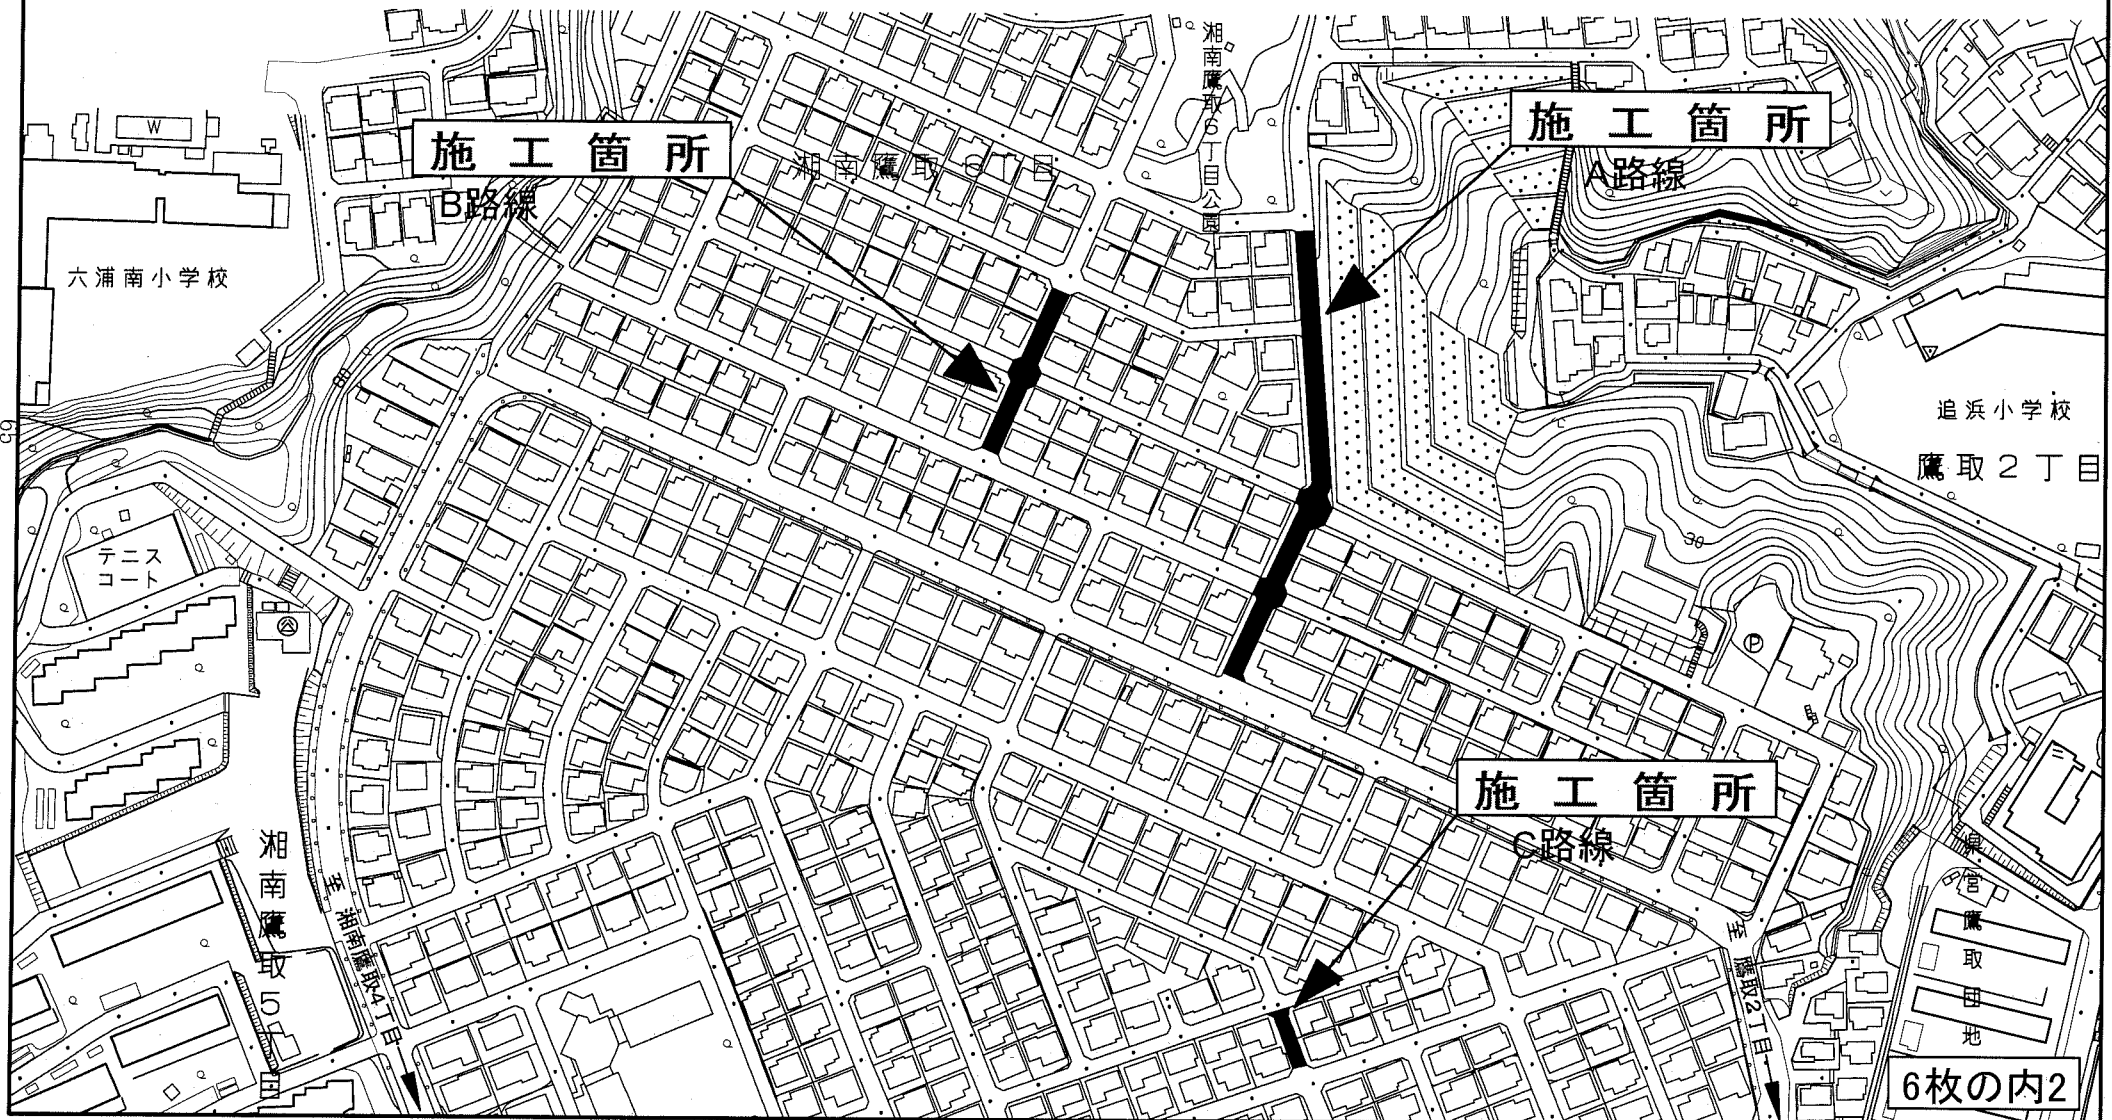 湘南鷹取6丁目公園
施工箇所
A路線
施工箇所
B路線
湘南鷹取6丁目
W
六浦南小学校
追浜小学校
鷹取2丁目
65
テニス
コート
30
P
施工箇所
C路線
湘南鷹取5丁目
至 湘南鷹取4丁目
至 鷹取2丁目
県営鷹取団地
6枚の内2